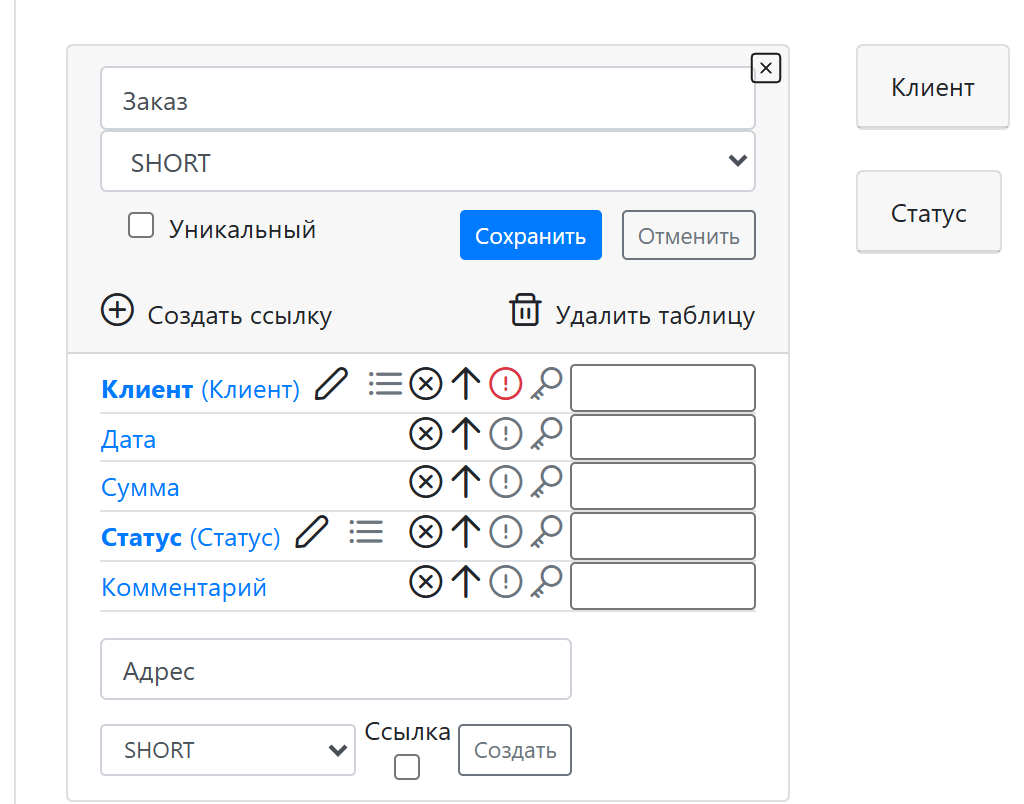 Заказ
Клиент
SHORT
Статус
Уникальный Сохранить Отменить
Создать ссылку Удалить таблицу
Клиент (Клиент)
Дата
Сумма
Статус (Статус)
Комментарий
Адрес
Ссылка
SHORT Создать